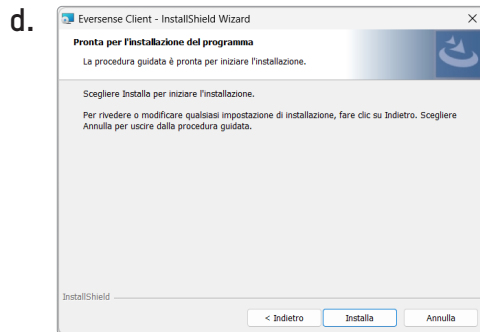 d.
Eversense Client - InstallShield Wizard
Pronta per l'installazione del programma
La procedura guidata è pronta per iniziare l'installazione.
Scegliere Installa per iniziare l'installazione.
Per rivedere o modificare qualsiasi impostazione di installazione, fare clic su Indietro. Scegliere
Annulla per uscire dalla procedura guidata.
InstallShield
< Indietro Installa Annulla